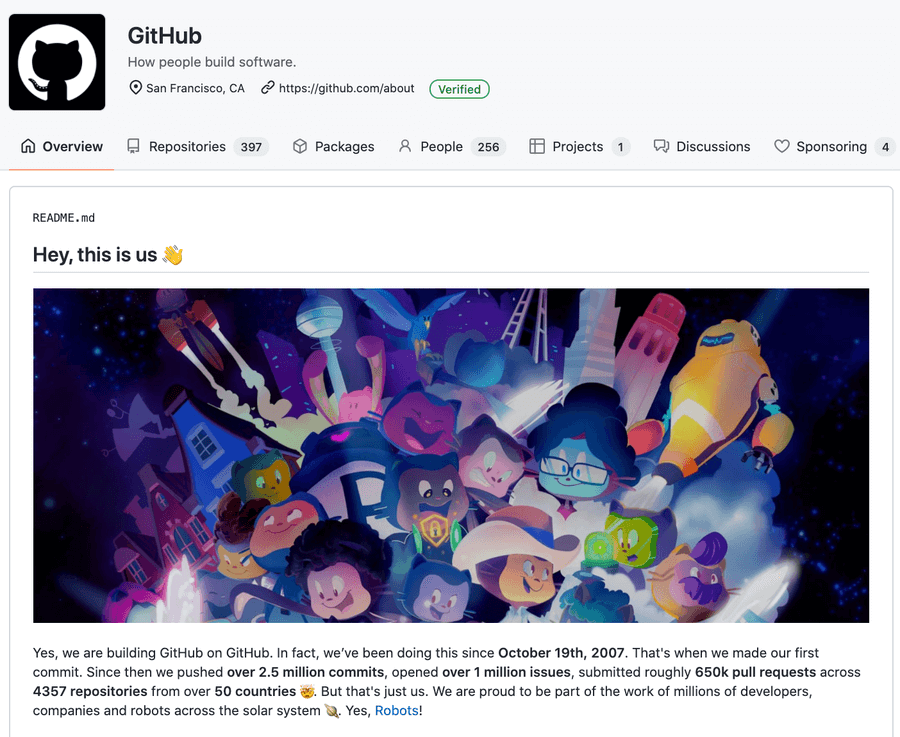 GitHub
How people build software.
San Francisco, CA https://github.com/about Verified
Overview Repositories 397 Packages People 256 Projects 1 Discussions Sponsoring 4
README.md
Hey, this is us 👋
Yes, we are building GitHub on GitHub. In fact, we’ve been doing this since October 19th, 2007. That's when we made our first
commit. Since then we pushed over 2.5 million commits, opened over 1 million issues, submitted roughly 650k pull requests across
4357 repositories from over 50 countries 🤯. But that's just us. We are proud to be part of the work of millions of developers,
companies and robots across the solar system 🪐. Yes, Robots!